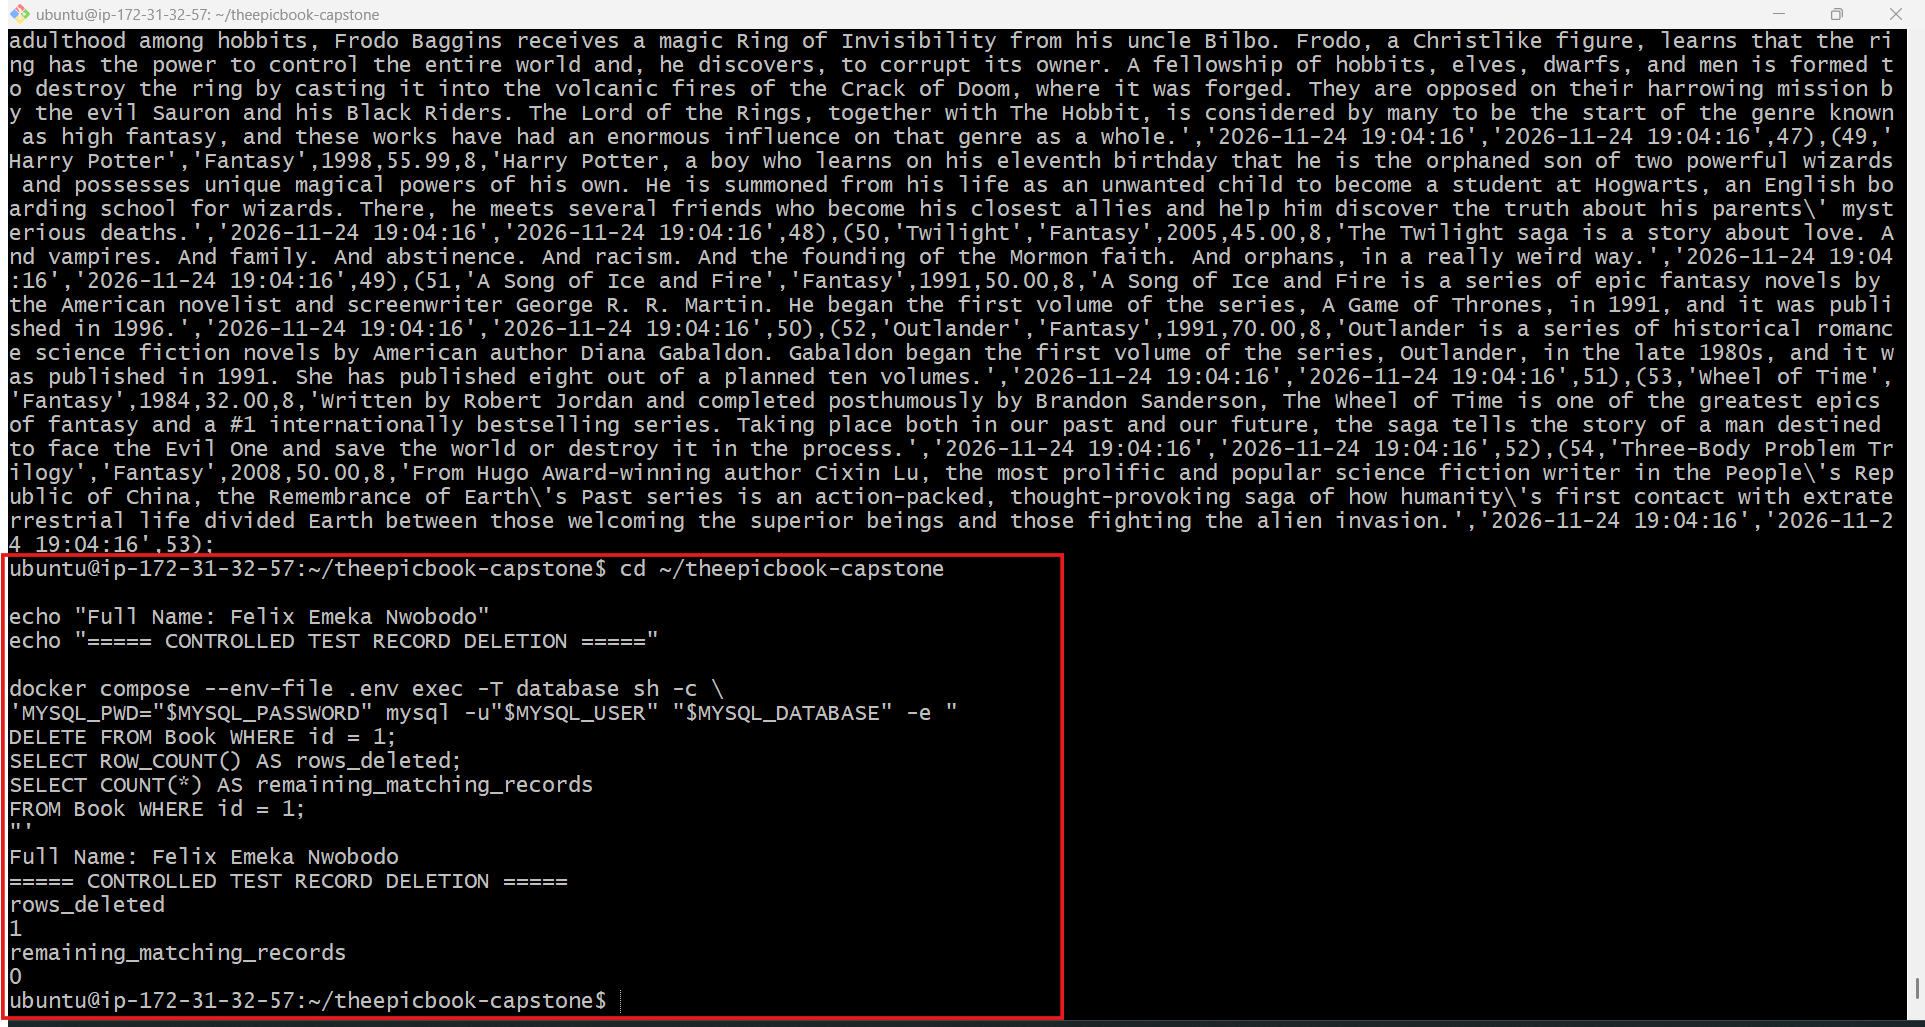 ubuntu@ip-172-31-32-57: ~/theepicbook-capstone
adulthood among hobbits, Frodo Baggins receives a magic Ring of Invisibility from his uncle Bilbo. Frodo, a Christlike figure, learns that the ri
ng has the power to control the entire world and, he discovers, to corrupt its owner. A fellowship of hobbits, elves, dwarfs, and men is formed t
o destroy the ring by casting it into the volcanic fires of the Crack of Doom, where it was forged. They are opposed on their harrowing mission b
y the evil Sauron and his Black Riders. The Lord of the Rings, together with The Hobbit, is considered by many to be the start of the genre known
 as high fantasy, and these works have had an enormous influence on that genre as a whole.','2026-11-24 19:04:16','2026-11-24 19:04:16',47),(49,'
Harry Potter','Fantasy',1998,55.99,8,'Harry Potter, a boy who learns on his eleventh birthday that he is the orphaned son of two powerful wizards
 and possesses unique magical powers of his own. He is summoned from his life as an unwanted child to become a student at Hogwarts, an English bo
arding school for wizards. There, he meets several friends who become his closest allies and help him discover the truth about his parents\' myst
erious deaths.','2026-11-24 19:04:16','2026-11-24 19:04:16',48),(50,'Twilight','Fantasy',2005,45.00,8,'The Twilight saga is a story about love. A
nd vampires. And family. And abstinence. And racism. And the founding of the Mormon faith. And orphans, in a really weird way.','2026-11-24 19:04
:16','2026-11-24 19:04:16',49),(51,'A Song of Ice and Fire','Fantasy',1991,50.00,8,'A Song of Ice and Fire is a series of epic fantasy novels by
the American novelist and screenwriter George R. R. Martin. He began the first volume of the series, A Game of Thrones, in 1991, and it was publi
shed in 1996.','2026-11-24 19:04:16','2026-11-24 19:04:16',50),(52,'Outlander','Fantasy',1991,70.00,8,'Outlander is a series of historical romanc
e science fiction novels by American author Diana Gabaldon. Gabaldon began the first volume of the series, Outlander, in the late 1980s, and it w
as published in 1991. She has published eight out of a planned ten volumes.','2026-11-24 19:04:16','2026-11-24 19:04:16',51),(53,'Wheel of Time',
'Fantasy',1984,32.00,8,'Written by Robert Jordan and completed posthumously by Brandon Sanderson, The Wheel of Time is one of the greatest epics
of fantasy and a #1 internationally bestselling series. Taking place both in our past and our future, the saga tells the story of a man destined
to face the Evil One and save the world or destroy it in the process.','2026-11-24 19:04:16','2026-11-24 19:04:16',52),(54,'Three-Body Problem Tr
ilogy','Fantasy',2008,50.00,8,'From Hugo Award-winning author Cixin Lu, the most prolific and popular science fiction writer in the People\'s Rep
ublic of China, the Remembrance of Earth\'s Past series is an action-packed, thought-provoking saga of how humanity\'s first contact with extrate
rrestrial life divided Earth between those welcoming the superior beings and those fighting the alien invasion.','2026-11-24 19:04:16','2026-11-2
4 19:04:16',53);
ubuntu@ip-172-31-32-57:~/theepicbook-capstone$ cd ~/theepicbook-capstone
echo "Full Name: Felix Emeka Nwobodo"
echo "===== CONTROLLED TEST RECORD DELETION ====="
docker compose --env-file .env exec -T database sh -c \
'MYSQL_PWD="$MYSQL_PASSWORD" mysql -u"$MYSQL_USER" "$MYSQL_DATABASE" -e "
DELETE FROM Book WHERE id = 1;
SELECT ROW_COUNT() AS rows_deleted;
SELECT COUNT(*) AS remaining_matching_records
FROM Book WHERE id = 1;
"'
Full Name: Felix Emeka Nwobodo
===== CONTROLLED TEST RECORD DELETION =====
rows_deleted
1
remaining_matching_records
0
ubuntu@ip-172-31-32-57:~/theepicbook-capstone$